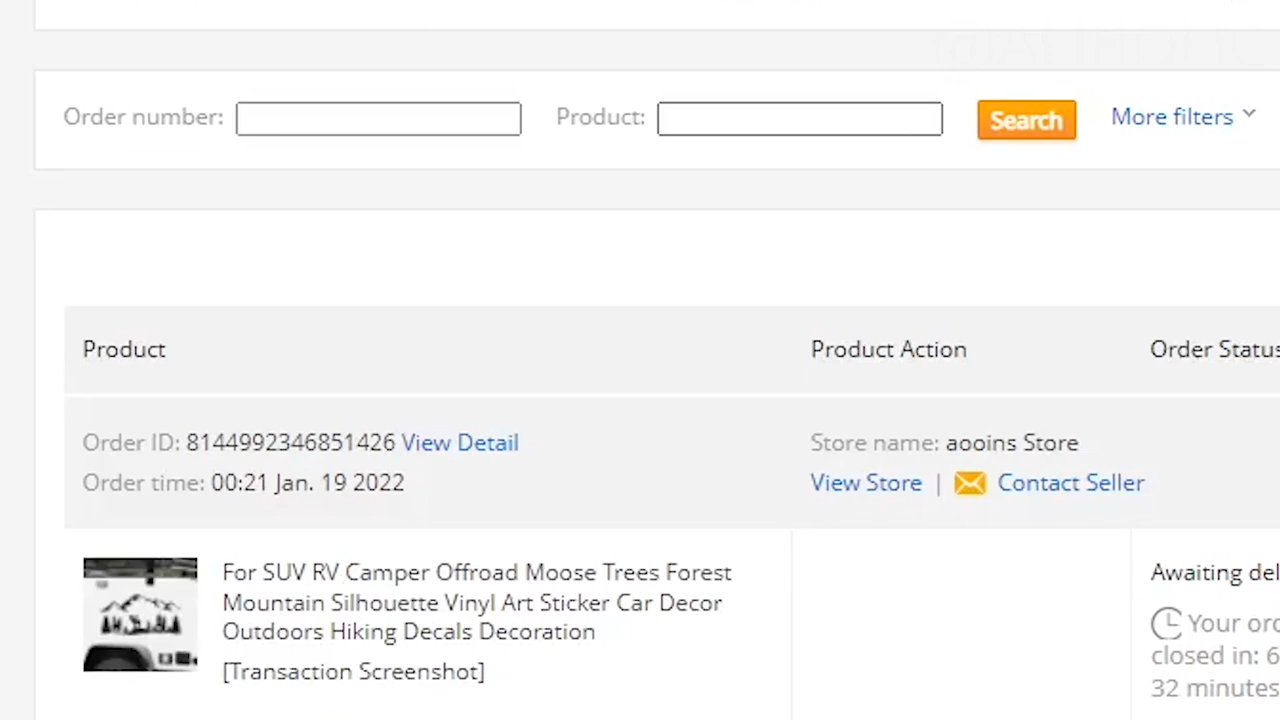 Order number: Product: Search More filters
Product Product Action Order Status
Order ID: 8144992346851426 View Detail Store name: aooins Store
Order time: 00:21 Jan. 19 2022 View Store | Contact Seller
For SUV RV Camper Offroad Moose Trees Forest Awaiting del
Mountain Silhouette Vinyl Art Sticker Car Decor
Outdoors Hiking Decals Decoration Your ord
closed in: 6
[Transaction Screenshot] 32 minutes